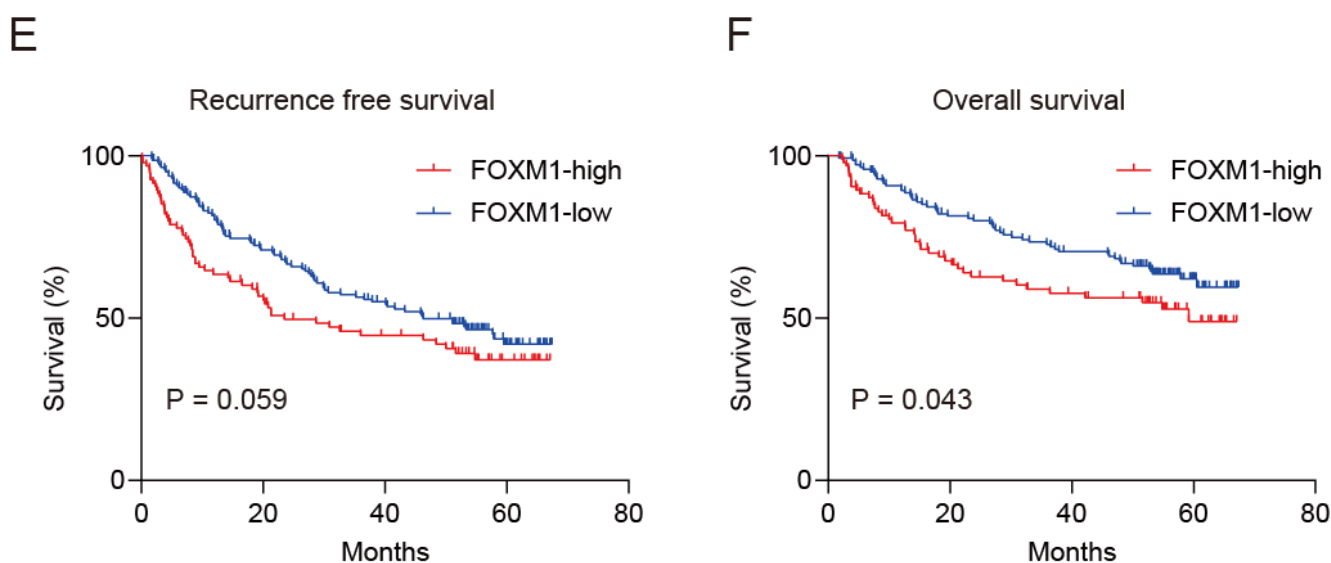 E
Recurrence free survival
FOXM1-high
FOXM1-low
Survival (%)
100
50
0
P = 0.059
0 20 40 60 80
Months
F
Overall survival
FOXM1-high
FOXM1-low
Survival (%)
100
50
0
P = 0.043
0 20 40 60 80
Months